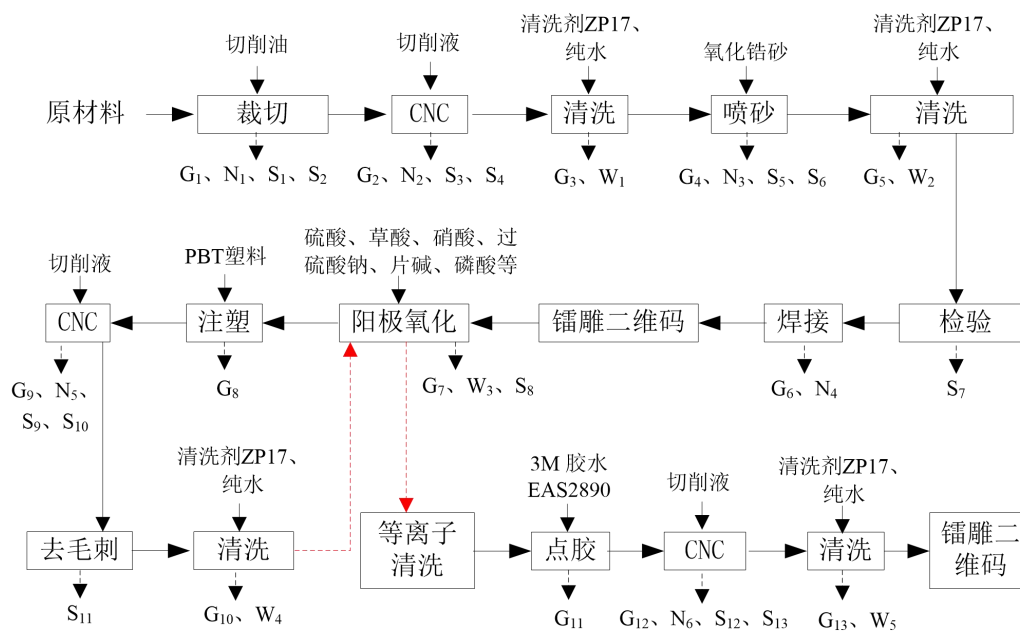 切削油
切削液
清洗剂ZP17、
纯水
氧化锆砂
清洗剂ZP17、
纯水
原材料
裁切
CNC
清洗
喷砂
清洗
G₁、N₁、S₁、S₂
G₂、N₂、S₃、S₄
G₃、W₁
G₄、N₃、S₅、S₆
G₅、W₂
切削液
PBT塑料
硫酸、草酸、硝酸、过
硫酸钠、片碱、磷酸等
CNC
注塑
阳极氧化
镭雕二维码
焊接
检验
G₉、N₅、
S₉、S₁₀
G₈
G₇、W₃、S₈
G₆、N₄
S₇
清洗剂ZP17、
纯水
3M 胶水
EAS2890
切削液
清洗剂ZP17、
纯水
去毛刺
清洗
等离子
清洗
点胶
CNC
清洗
镭雕二
维码
S₁₁
G₁₀、W₄
G₁₁
G₁₂、N₆、S₁₂、S₁₃
G₁₃、W₅